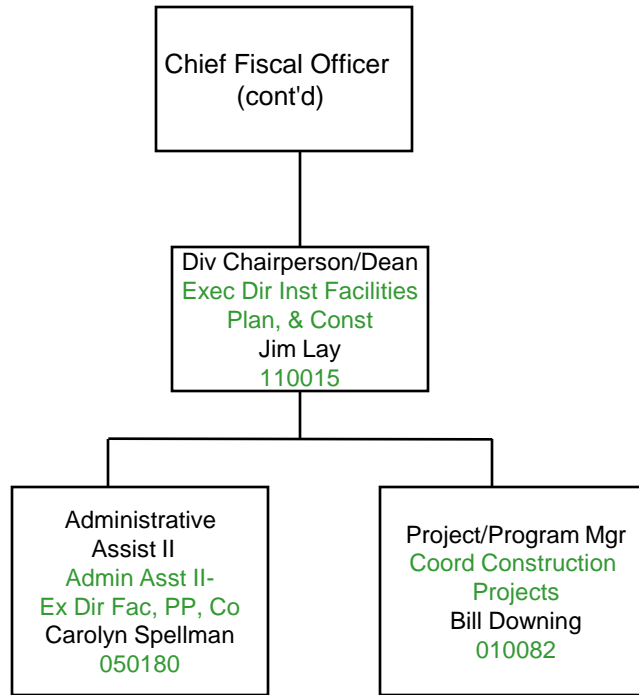 Chief Fiscal Officer
(cont'd)
Div Chairperson/Dean
Exec Dir Inst Facilities
Plan, & Const
Jim Lay
110015
Administrative
Assist II
Admin Asst II-
Ex Dir Fac, PP, Co
Carolyn Spellman
050180
Project/Program Mgr
Coord Construction
Projects
Bill Downing
010082